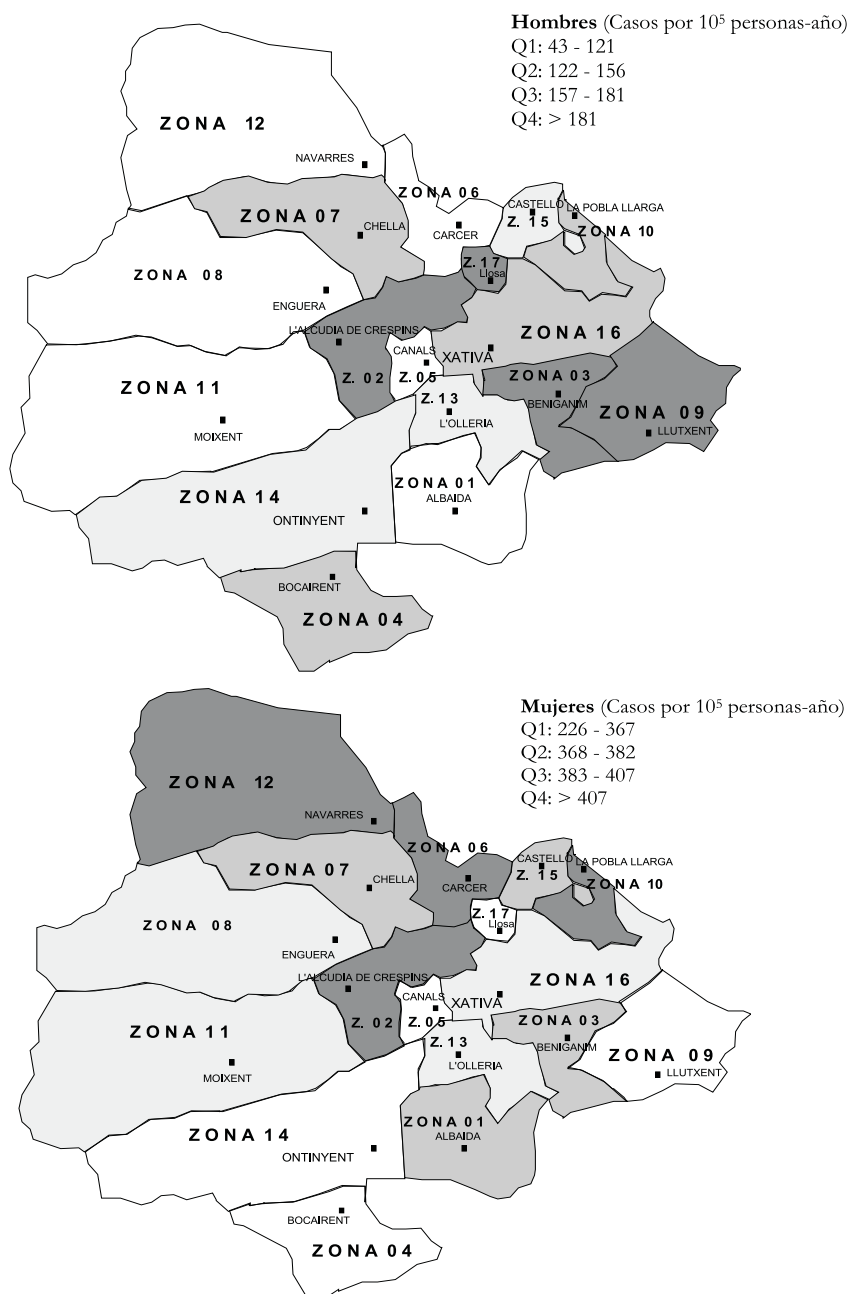 Hombres (Casos por 10⁵ personas-año)
Q1: 43 - 121
Q2: 122 - 156
Q3: 157 - 181
Q4: > 181
ZONA 12
NAVARRES
ZONA 06
CASTELLÓ
LA POBLA LLARGA
ZONA 07
CHELLA
CARCER
Z. 15
ZONA 10
ZONA 08
Z. 17
Llosa
ENGUERA
L'ALCUDIA DE CRESPINS
ZONA 16
CANALS
XATIVA
Z. 02
Z. 05
ZONA 03
ZONA 11
Z. 13
BENIGANIM
ZONA 09
MOIXENT
L'OLLERIA
LLUTXENT
ZONA 01
ZONA 14
ALBAIDA
ONTINYENT
BOCAIRENT
ZONA 04
Mujeres (Casos por 10⁵ personas-año)
Q1: 226 - 367
Q2: 368 - 382
Q3: 383 - 407
Q4: > 407
ZONA 12
NAVARRES
ZONA 06
CASTELLÓ
LA POBLA LLARGA
ZONA 07
CHELLA
CARCER
Z. 15
ZONA 10
ZONA 08
Z. 17
Llosa
ENGUERA
L'ALCUDIA DE CRESPINS
ZONA 16
CANALS
XATIVA
Z. 02
Z. 05
ZONA 03
ZONA 11
Z. 13
BENIGANIM
ZONA 09
MOIXENT
L'OLLERIA
LLUTXENT
ZONA 01
ZONA 14
ALBAIDA
ONTINYENT
BOCAIRENT
ZONA 04